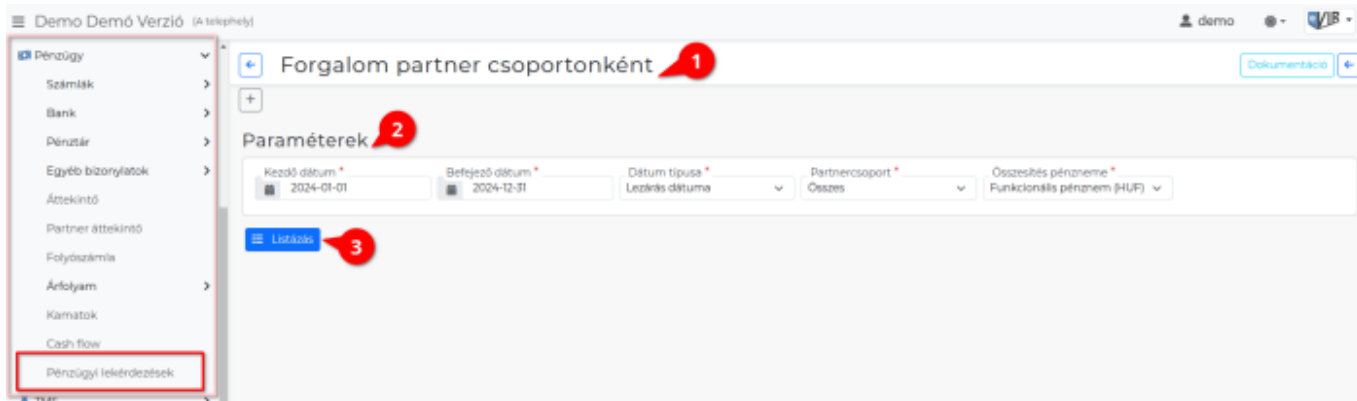 Demo Demó Verzió (A telephely)
demo
VIR
Pénzügy
Számlák
Bank
Pénztár
Egyéb bizonylatok
Áttekintő
Partner áttekintő
Folyószámla
Árfolyam
Kamatok
Cash flow
Pénzügyi lekérdezések
TMS
Forgalom partner csoportonként
1
Dokumentáció
+
Paraméterek
2
Kezdő dátum * Befejező dátum * Dátum típusa * Partnercsoport * Összesítés pénzneme *
2024-01-01 2024-12-31 Lezárás dátuma Összes Funkcionális pénznem (HUF)
Listázás
3